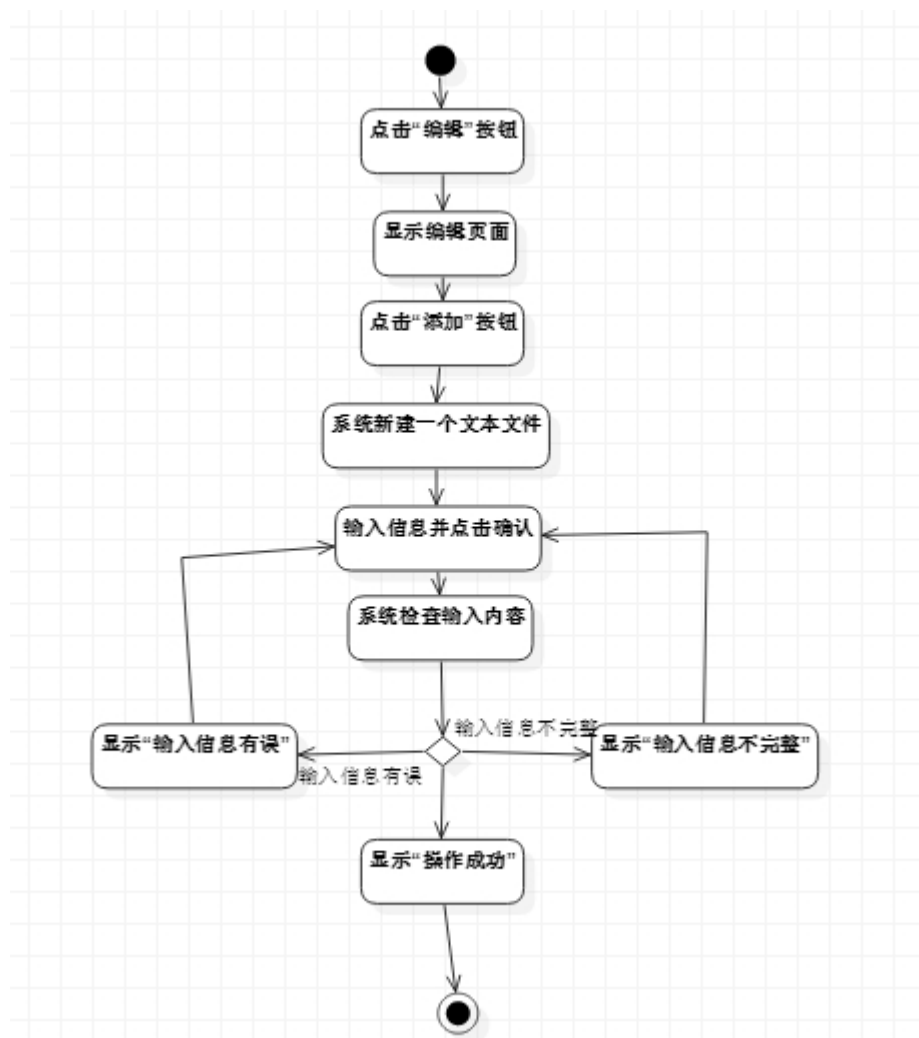 点击“编辑”按钮
显示编辑页面
点击“添加”按钮
系统新建一个文本文件
输入信息并点击确认
系统检查输入内容
输入信息不完整
显示“输入信息有误”
显示“输入信息不完整”
输入信息有误
显示“操作成功”